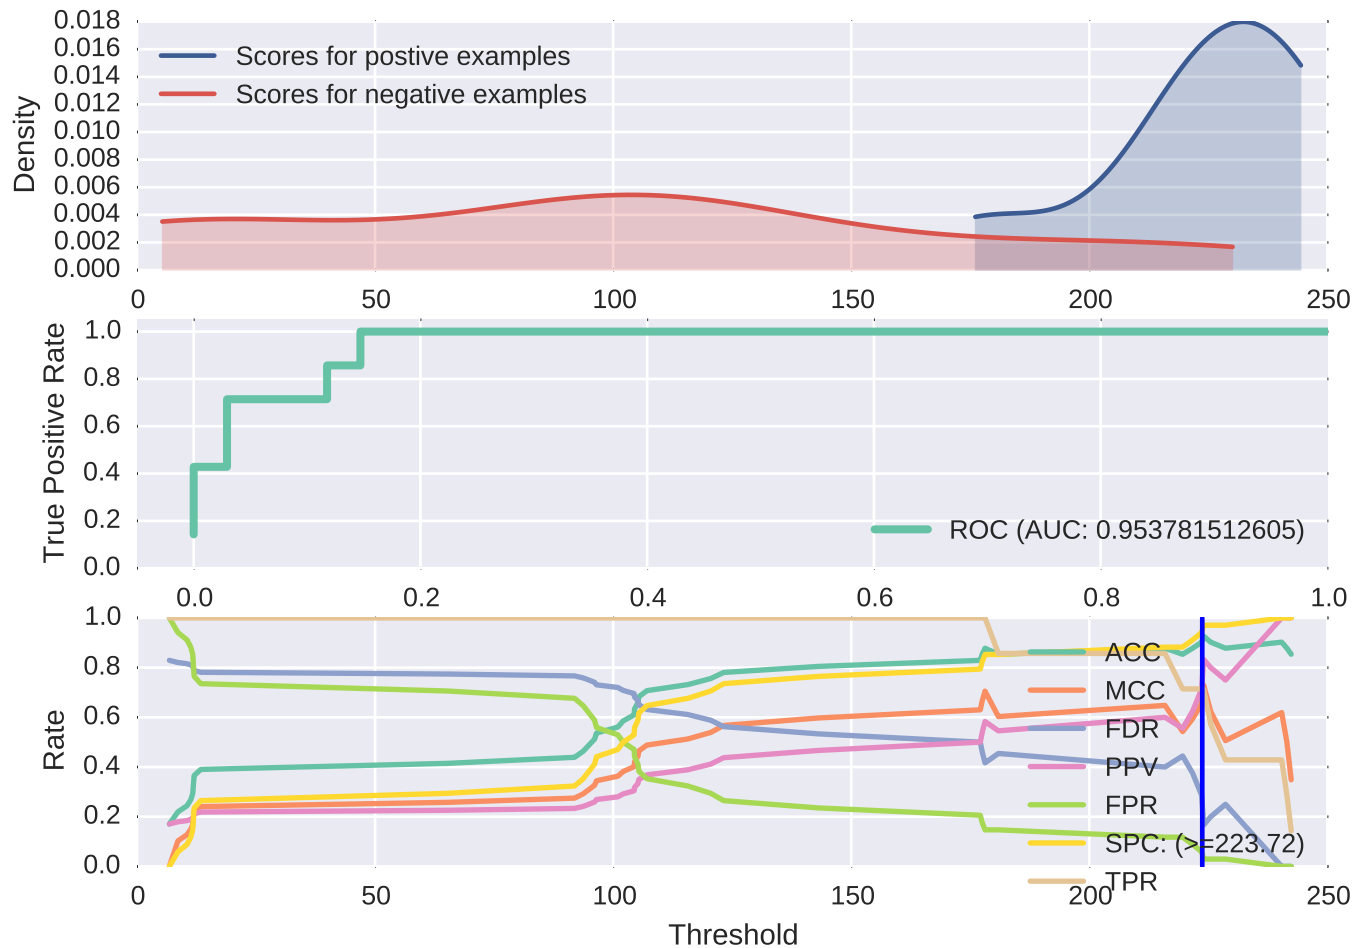 0.018
0.016
0.014
0.012
0.010
0.008
0.006
0.004
0.002
0.000
Density
Scores for postive examples
Scores for negative examples
0 50 100 150 200 250
1.0
0.8
0.6
0.4
0.2
0.0
True Positive Rate
ROC (AUC: 0.953781512605)
0.0 0.2 0.4 0.6 0.8 1.0
1.0
0.8
0.6
0.4
0.2
0.0
Rate
ACC
MCC
FDR
PPV
FPR
SPC: (>=223.72)
TPR
0 50 100 150 200 250
Threshold